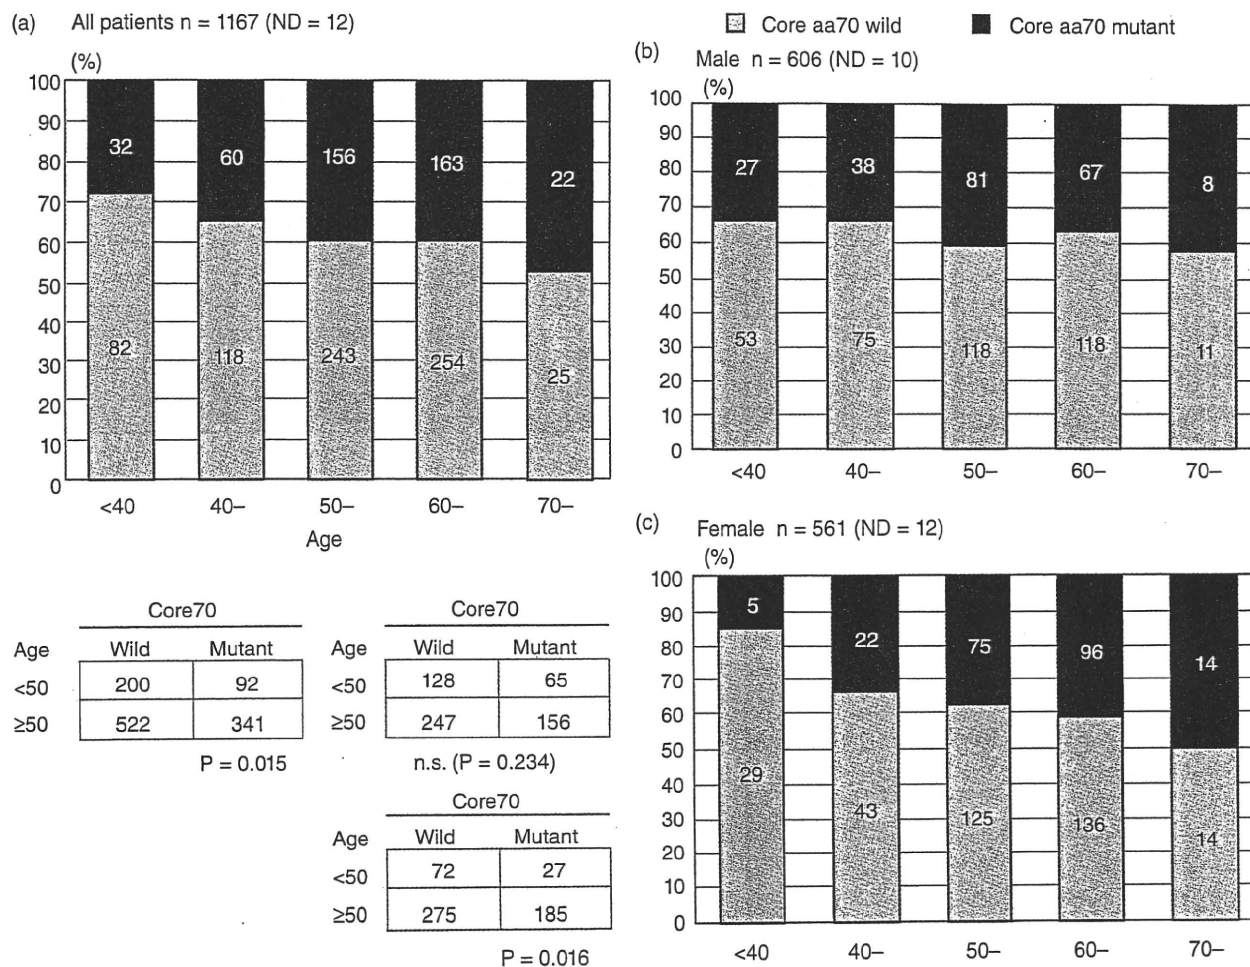 (a) All patients n = 1167 (ND = 12)
(%)
100
90
80
70
60
50
40
30
20
10
0
32 60 156 163 22
82 118 243 254 25
<40 40– 50– 60– 70–
Age
Core aa70 wild Core aa70 mutant
(b) Male n = 606 (ND = 10)
(%)
100
90
80
70
60
50
40
30
20
10
0
27 38 81 67 8
53 75 118 118 11
<40 40– 50– 60– 70–
(c) Female n = 561 (ND = 12)
(%)
100
90
80
70
60
50
40
30
20
10
0
5 22 75 96 14
29 43 125 136 14
<40 40– 50– 60– 70–
Core70
Age Wild Mutant
<50 200 92
≥50 522 341
P = 0.015
Core70
Age Wild Mutant
<50 128 65
≥50 247 156
n.s. (P = 0.234)
Core70
Age Wild Mutant
<50 72 27
≥50 275 185
P = 0.016